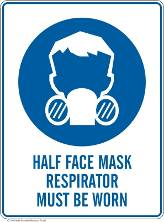 HALF FACE MASK
RESPIRATOR
MUST BE WORN